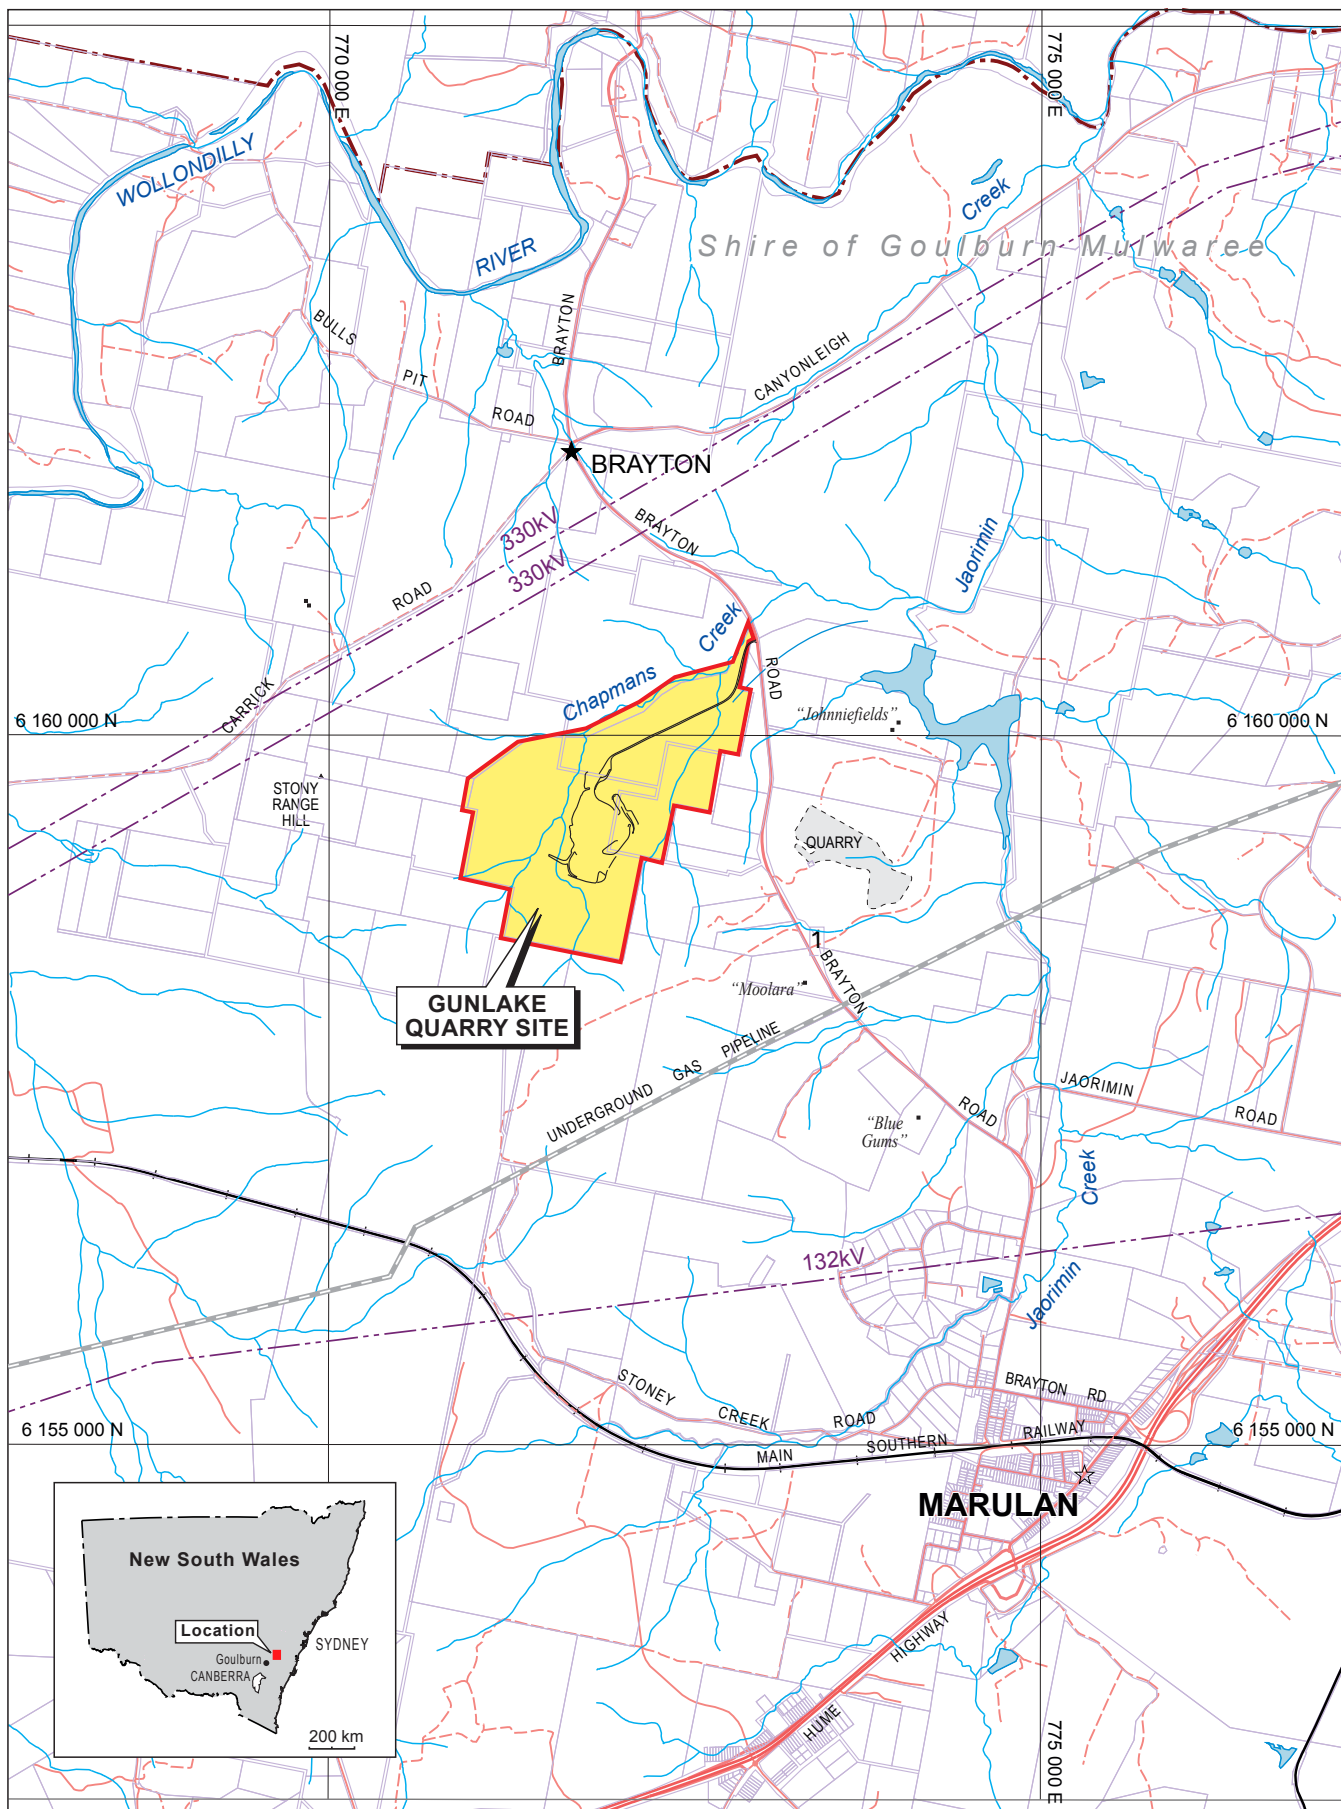 770 000 E
775 000 E
WOLLONDILLY
RIVER
Creek
Shire of Goulburn Mulwaree
BULLS
PIT
ROAD
BRAYTON
CANYONLEIGH
BRAYTON
330kV
330kV
BRAYTON
Jaorimin
ROAD
CARRICK
Chapmans
Creek
ROAD
6 160 000 N
6 160 000 N
"Johnniefields"
STONY
RANGE
HILL
QUARRY
1
BRAYTON
"Moolara"
GUNLAKE
QUARRY SITE
UNDERGROUND GAS PIPELINE
ROAD
JAORIMIN
ROAD
"Blue
Gums"
Creek
132kV
Jaorimin
STONEY
CREEK
ROAD
BRAYTON RD
MAIN
SOUTHERN
RAILWAY
6 155 000 N
6 155 000 N
MARULAN
HUME
HIGHWAY
775 000 E
New South Wales
Location
SYDNEY
Goulburn
CANBERRA
200 km